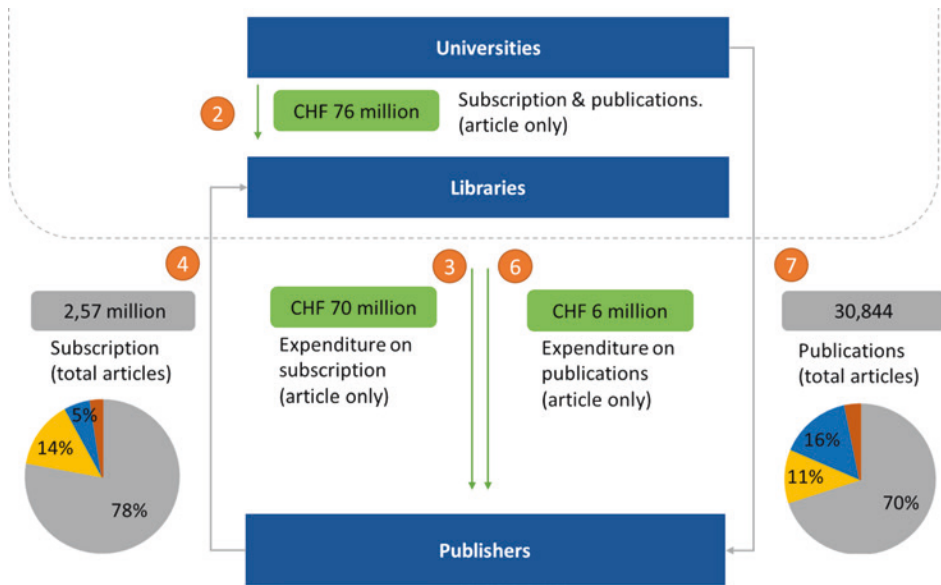 Universities
2
CHF 76 million
Subscription & publications.
(article only)
Libraries
4
3
6
7
2,57 million
Subscription
(total articles)
CHF 70 million
Expenditure on
subscription
(article only)
CHF 6 million
Expenditure on
publications
(article only)
30,844
Publications
(total articles)
5%
14%
78%
16%
11%
70%
Publishers